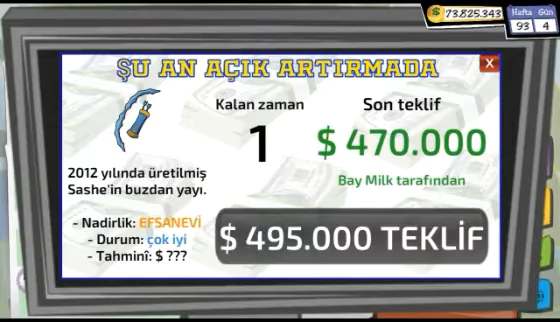 $ 73.825.343
Hafta Gün
93 4
ŞU AN AÇIK ARTIRMADA
X
Kalan zaman
1
Son teklif
$ 470.000
Bay Milk tarafından
2012 yılında üretilmiş
Sashe'in buzdan yayı.
- Nadirlik: EFSANEVİ
- Durum: çok iyi
- Tahminî: $ ???
$ 495.000 TEKLİF